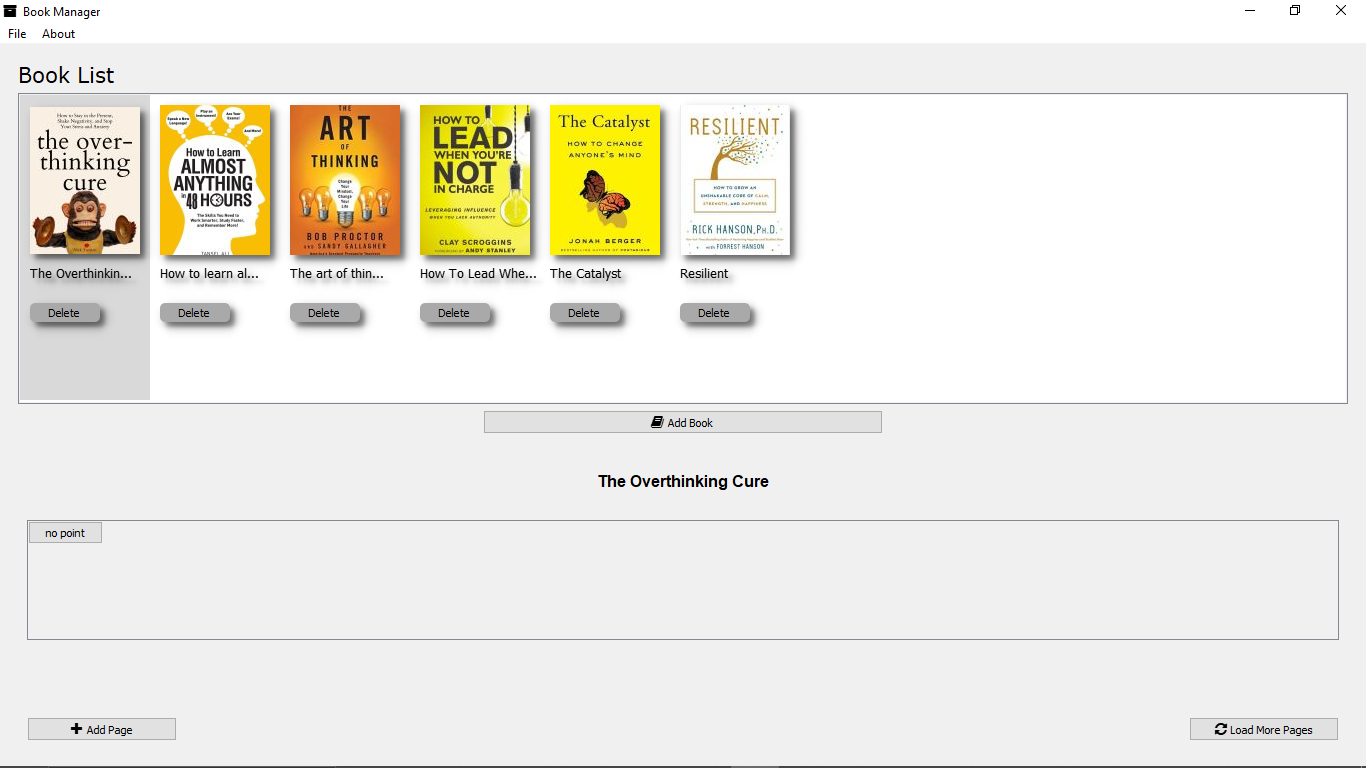 Book Manager
File About
Book List
How to Stay in the Present,
Shake Negativity, and Stop
Your Stress and Anxiety
the over-
thinking
cure
Speak a New
Language!
Play an
Instrument!
Ace Your
Exams!
And More!
How to Learn
ALMOST
ANYTHING
in 48 HOURS
The Skills You Need to
Work Smarter, Study Faster,
and Remember More!
TANSEL ALI
THE
ART
OF
THINKING
Change
Your
Mindset,
Change
Your
Life
BOB PROCTOR
AND SANDY GALLAGHER
HOW TO
LEAD
WHEN YOU'RE
NOT
IN CHARGE
LEVERAGING INFLUENCE
WHEN YOU LACK AUTHORITY
CLAY SCROGGINS
FOREWORD BY ANDY STANLEY
The Catalyst
HOW TO CHANGE
ANYONE'S MIND
JONAH BERGER
BESTSELLING AUTHOR OF CONTAGIOUS
RESILIENT
HOW TO GROW AN
UNSHAKABLE CORE OF CALM,
STRENGTH, AND HAPPINESS
RICK HANSON, PH.D.
with FORREST HANSON
The Overthinkin... How to learn al... The art of thin... How To Lead Whe... The Catalyst Resilient
Delete Delete Delete Delete Delete Delete
Add Book
The Overthinking Cure
no point
Add Page Load More Pages